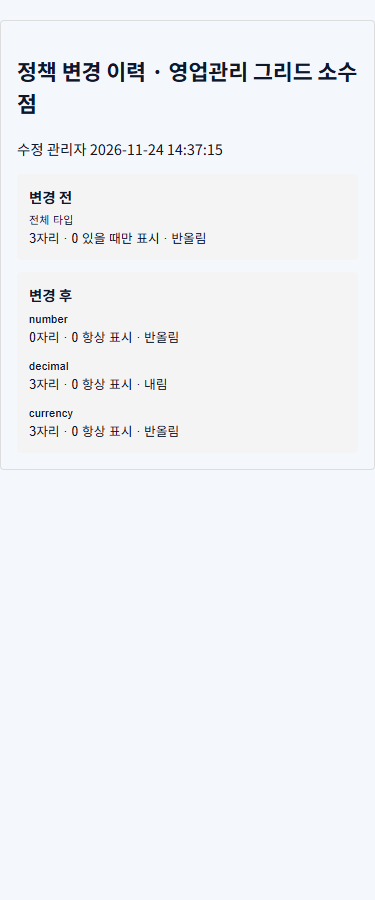 정책 변경 이력 · 영업관리 그리드 소수
점
수정 관리자 2026-11-24 14:37:15
변경 전
전체 타입
3자리 · 0 있을 때만 표시 · 반올림
변경 후
number
0자리 · 0 항상 표시 · 반올림
decimal
3자리 · 0 항상 표시 · 내림
currency
3자리 · 0 항상 표시 · 반올림